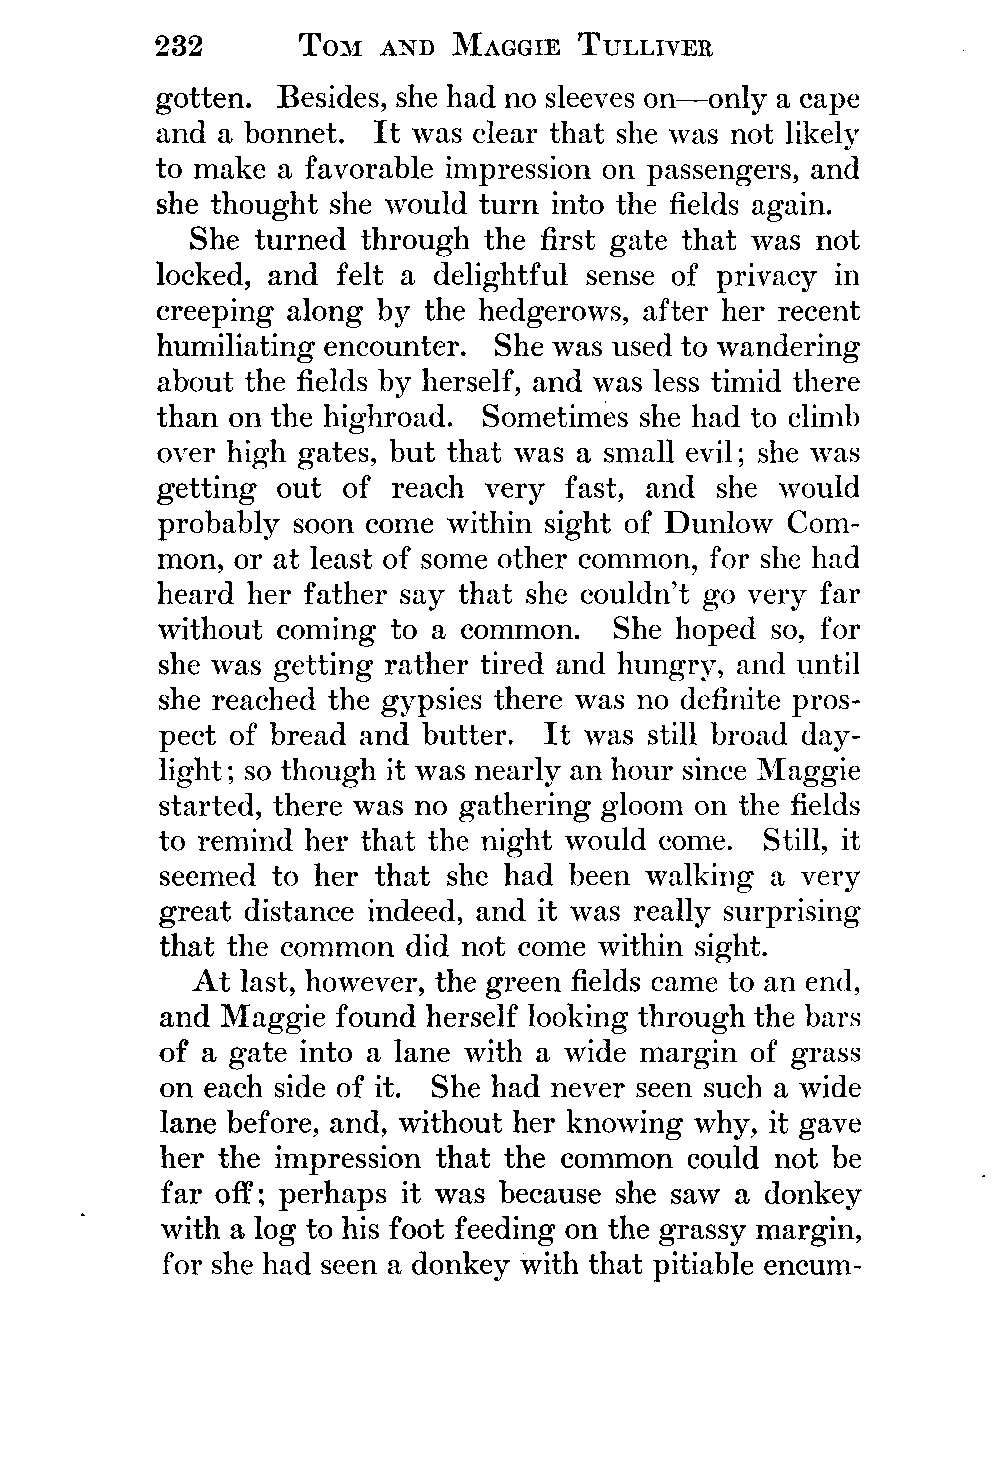 232 TOM AND MAGGIE TULLIVER
gotten. Besides, she had no sleeves on—only a cape
and a bonnet. It was clear that she was not likely
to make a favorable impression on passengers, and
she thought she would turn into the fields again.
She turned through the first gate that was not
locked, and felt a delightful sense of privacy in
creeping along by the hedgerows, after her recent
humiliating encounter. She was used to wandering
about the fields by herself, and was less timid there
than on the highroad. Sometimes she had to climb
over high gates, but that was a small evil; she was
getting out of reach very fast, and she would
probably soon come within sight of Dunlow Com-
mon, or at least of some other common, for she had
heard her father say that she couldn't go very far
without coming to a common. She hoped so, for
she was getting rather tired and hungry, and until
she reached the gypsies there was no definite pros-
pect of bread and butter. It was still broad day-
light; so though it was nearly an hour since Maggie
started, there was no gathering gloom on the fields
to remind her that the night would come. Still, it
seemed to her that she had been walking a very
great distance indeed, and it was really surprising
that the common did not come within sight.
At last, however, the green fields came to an end,
and Maggie found herself looking through the bars
of a gate into a lane with a wide margin of grass
on each side of it. She had never seen such a wide
lane before, and, without her knowing why, it gave
her the impression that the common could not be
far off; perhaps it was because she saw a donkey
with a log to his foot feeding on the grassy margin,
for she had seen a donkey with that pitiable encum-